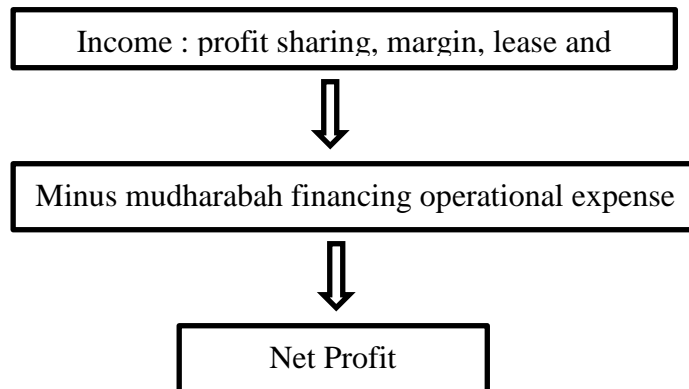 Income : profit sharing, margin, lease and
Minus mudharabah financing operational expense
Net Profit